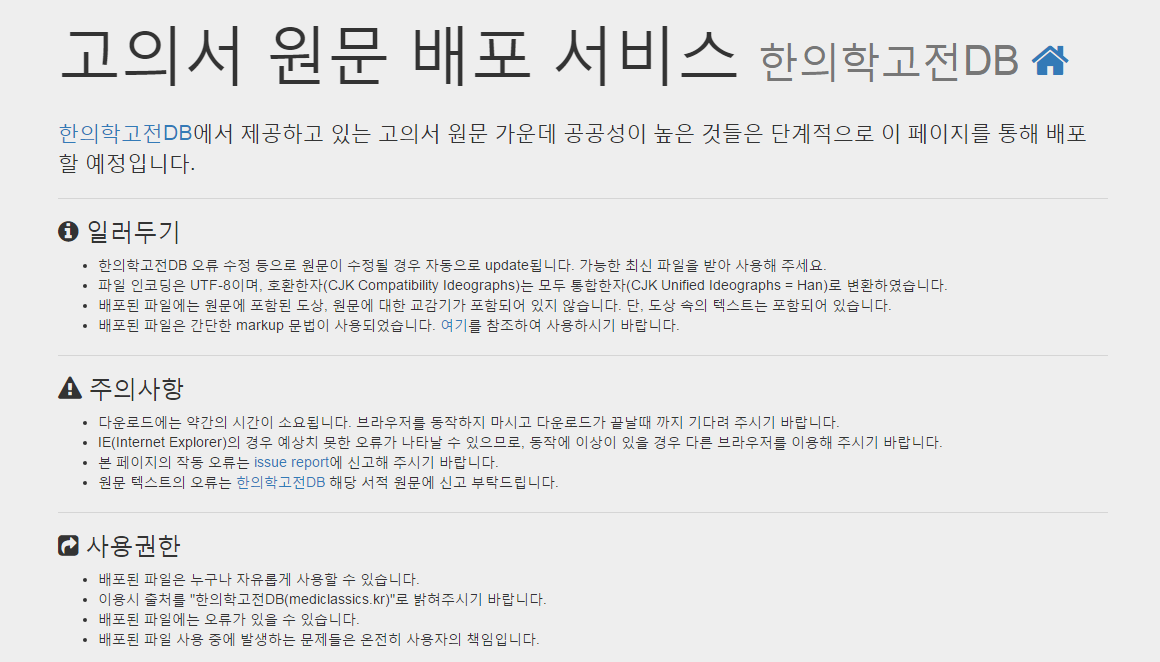 고의서 원문 배포 서비스 한의학고전DB
한의학고전DB에서 제공하고 있는 고의서 원문 가운데 공공성이 높은 것들은 단계적으로 이 페이지를 통해 배포
할 예정입니다.
일러두기
• 한의학고전DB 오류 수정 등으로 원문이 수정될 경우 자동으로 update됩니다. 가능한 최신 파일을 받아 사용해 주세요.
• 파일 인코딩은 UTF-8이며, 호환한자(CJK Compatibility Ideographs)는 모두 통합한자(CJK Unified Ideographs = Han)로 변환하였습니다.
• 배포된 파일에는 원문에 포함된 도상, 원문에 대한 교감기가 포함되어 있지 않습니다. 단, 도상 속의 텍스트는 포함되어 있습니다.
• 배포된 파일은 간단한 markup 문법이 사용되었습니다. 여기를 참조하여 사용하시기 바랍니다.
주의사항
• 다운로드에는 약간의 시간이 소요됩니다. 브라우저를 동작하지 마시고 다운로드가 끝날때 까지 기다려 주시기 바랍니다.
• IE(Internet Explorer)의 경우 예상치 못한 오류가 나타날 수 있으므로, 동작에 이상이 있을 경우 다른 브라우저를 이용해 주시기 바랍니다.
• 본 페이지의 작동 오류는 issue report에 신고해 주시기 바랍니다.
• 원문 텍스트의 오류는 한의학고전DB 해당 서적 원문에 신고 부탁드립니다.
사용권한
• 배포된 파일은 누구나 자유롭게 사용할 수 있습니다.
• 이용시 출처를 "한의학고전DB(mediclassics.kr)"로 밝혀주시기 바랍니다.
• 배포된 파일에는 오류가 있을 수 있습니다.
• 배포된 파일 사용 중에 발생하는 문제들은 온전히 사용자의 책임입니다.